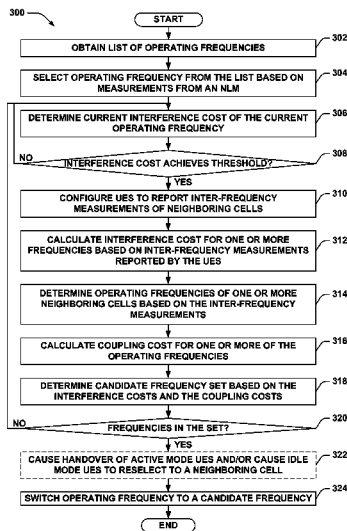 300
START
OBTAIN LIST OF OPERATING FREQUENCIES
302
SELECT OPERATING FREQUENCY FROM THE LIST BASED ON
MEASUREMENTS FROM AN NLM
304
DETERMINE CURRENT INTERFERENCE COST OF THE CURRENT
OPERATING FREQUENCY
306
NO
INTERFERENCE COST ACHIEVES THRESHOLD?
308
YES
CONFIGURE UES TO REPORT INTER-FREQUENCY
MEASUREMENTS OF NEIGHBORING CELLS
310
CALCULATE INTERFERENCE COST FOR ONE OR MORE
FREQUENCIES BASED ON INTER-FREQUENCY MEASUREMENTS
REPORTED BY THE UES
312
DETERMINE OPERATING FREQUENCIES OF ONE OR MORE
NEIGHBORING CELLS BASED ON THE INTER-FREQUENCY
MEASUREMENTS
314
CALCULATE COUPLING COST FOR ONE OR MORE OF THE
OPERATING FREQUENCIES
316
DETERMINE CANDIDATE FREQUENCY SET BASED ON THE
INTERFERENCE COSTS AND THE COUPLING COSTS
318
NO
FREQUENCIES IN THE SET?
320
YES
CAUSE HANDOVER OF ACTIVE MODE UES AND/OR CAUSE IDLE
MODE UES TO RESELECT TO A NEIGHBORING CELL
322
SWITCH OPERATING FREQUENCY TO A CANDIDATE FREQUENCY
324
END